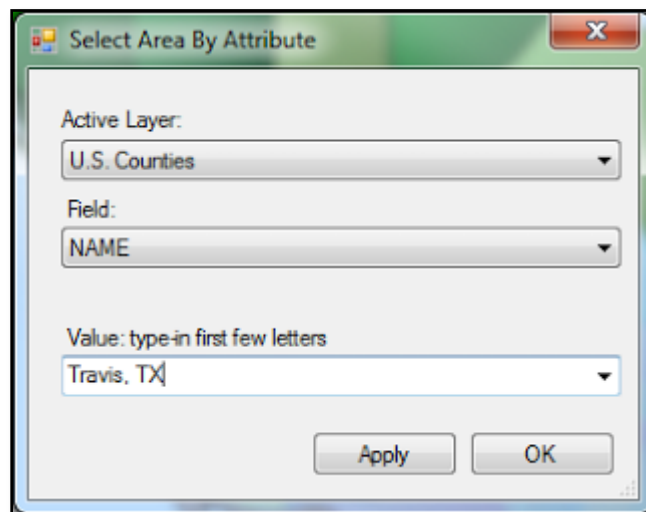 Select Area By Attribute
Active Layer:
U.S. Counties
Field:
NAME
Value: type-in first few letters
Travis, TX
Apply OK